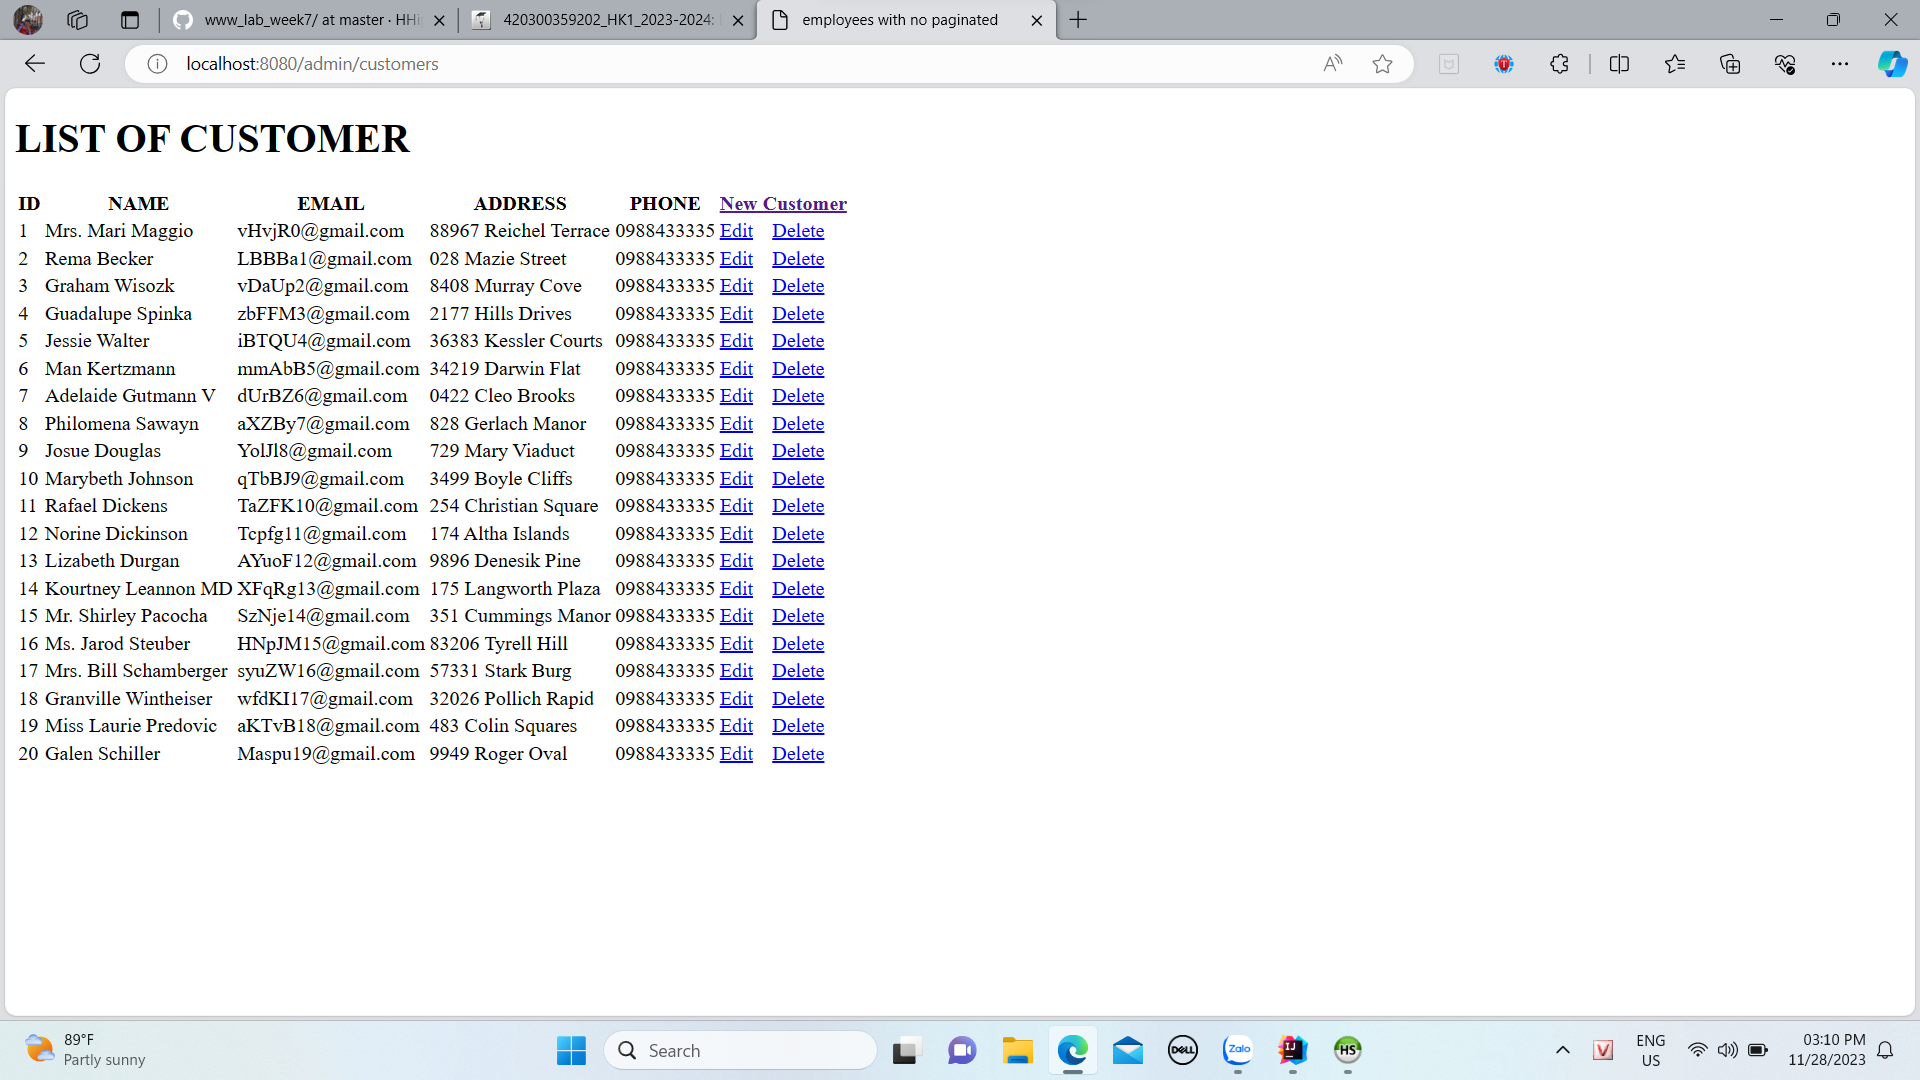 www_lab_week7/ at master · HHi
420300359202_HK1_2023-2024:
employees with no paginated
localhost:8080/admin/customers
LIST OF CUSTOMER
ID NAME EMAIL ADDRESS PHONE New Customer
1 Mrs. Mari Maggio vHvjR0@gmail.com 88967 Reichel Terrace 0988433335 Edit Delete
2 Rema Becker LBBBa1@gmail.com 028 Mazie Street 0988433335 Edit Delete
3 Graham Wisozk vDaUp2@gmail.com 8408 Murray Cove 0988433335 Edit Delete
4 Guadalupe Spinka zbFFM3@gmail.com 2177 Hills Drives 0988433335 Edit Delete
5 Jessie Walter iBTQU4@gmail.com 36383 Kessler Courts 0988433335 Edit Delete
6 Man Kertzmann mmAbB5@gmail.com 34219 Darwin Flat 0988433335 Edit Delete
7 Adelaide Gutmann V dUrBZ6@gmail.com 0422 Cleo Brooks 0988433335 Edit Delete
8 Philomena Sawayn aXZBy7@gmail.com 828 Gerlach Manor 0988433335 Edit Delete
9 Josue Douglas YolJl8@gmail.com 729 Mary Viaduct 0988433335 Edit Delete
10 Marybeth Johnson qTbBJ9@gmail.com 3499 Boyle Cliffs 0988433335 Edit Delete
11 Rafael Dickens TaZFK10@gmail.com 254 Christian Square 0988433335 Edit Delete
12 Norine Dickinson Tcpfg11@gmail.com 174 Altha Islands 0988433335 Edit Delete
13 Lizabeth Durgan AYuoF12@gmail.com 9896 Denesik Pine 0988433335 Edit Delete
14 Kourtney Leannon MD XFqRg13@gmail.com 175 Langworth Plaza 0988433335 Edit Delete
15 Mr. Shirley Pacocha SzNje14@gmail.com 351 Cummings Manor 0988433335 Edit Delete
16 Ms. Jarod Steuber HNpJM15@gmail.com 83206 Tyrell Hill 0988433335 Edit Delete
17 Mrs. Bill Schamberger syuZW16@gmail.com 57331 Stark Burg 0988433335 Edit Delete
18 Granville Wintheiser wfdKI17@gmail.com 32026 Pollich Rapid 0988433335 Edit Delete
19 Miss Laurie Predovic aKTvB18@gmail.com 483 Colin Squares 0988433335 Edit Delete
20 Galen Schiller Maspu19@gmail.com 9949 Roger Oval 0988433335 Edit Delete
89°F
Partly sunny
Search
DELL
Zalo
IJ
HS
V
ENG
US
03:10 PM
11/28/2023